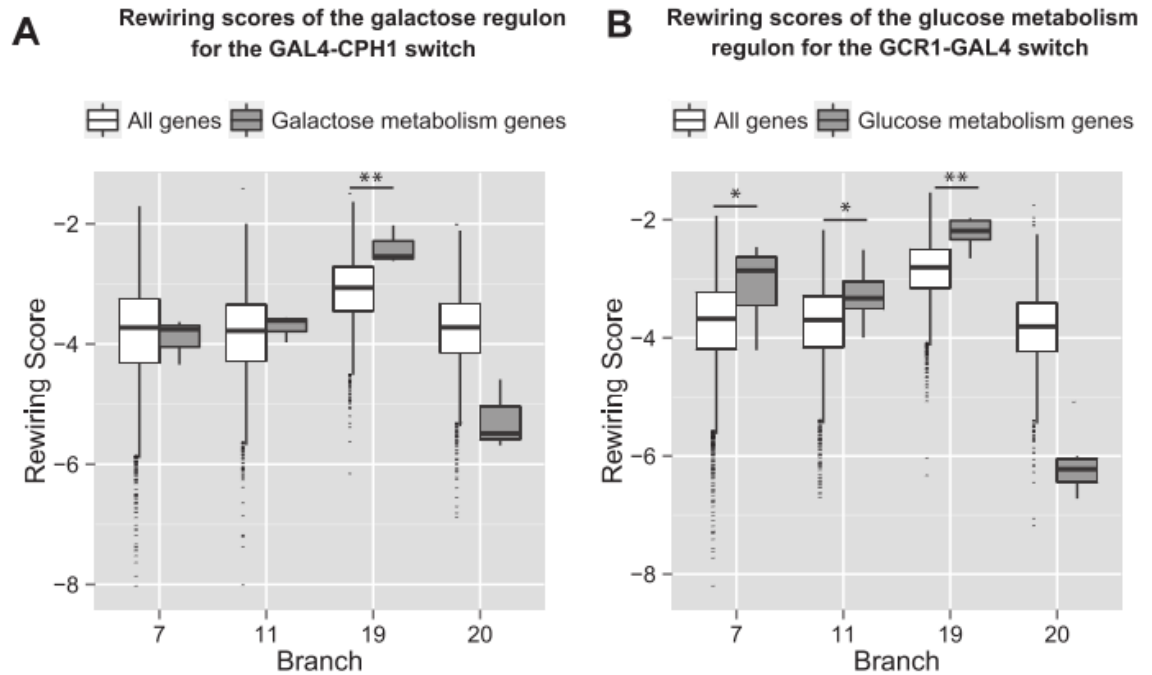 A
Rewiring scores of the galactose regulon
for the GAL4-CPH1 switch
All genes
Galactose metabolism genes
**
−2
−4
−6
−8
Rewiring Score
7
11
19
20
Branch
B
Rewiring scores of the glucose metabolism
regulon for the GCR1-GAL4 switch
All genes
Glucose metabolism genes
*
*
**
−2
−4
−6
−8
Rewiring Score
7
11
19
20
Branch